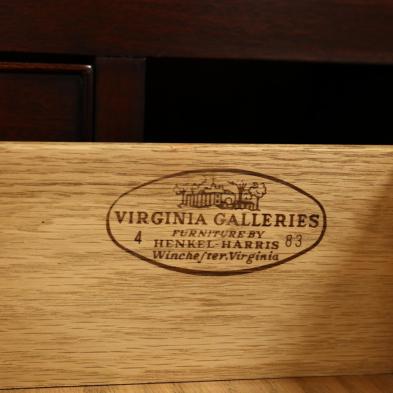 VIRGINIA GALLERIES
FURNITURE BY
4 HENKEL-HARRIS 83
Wincheſter, Virginia